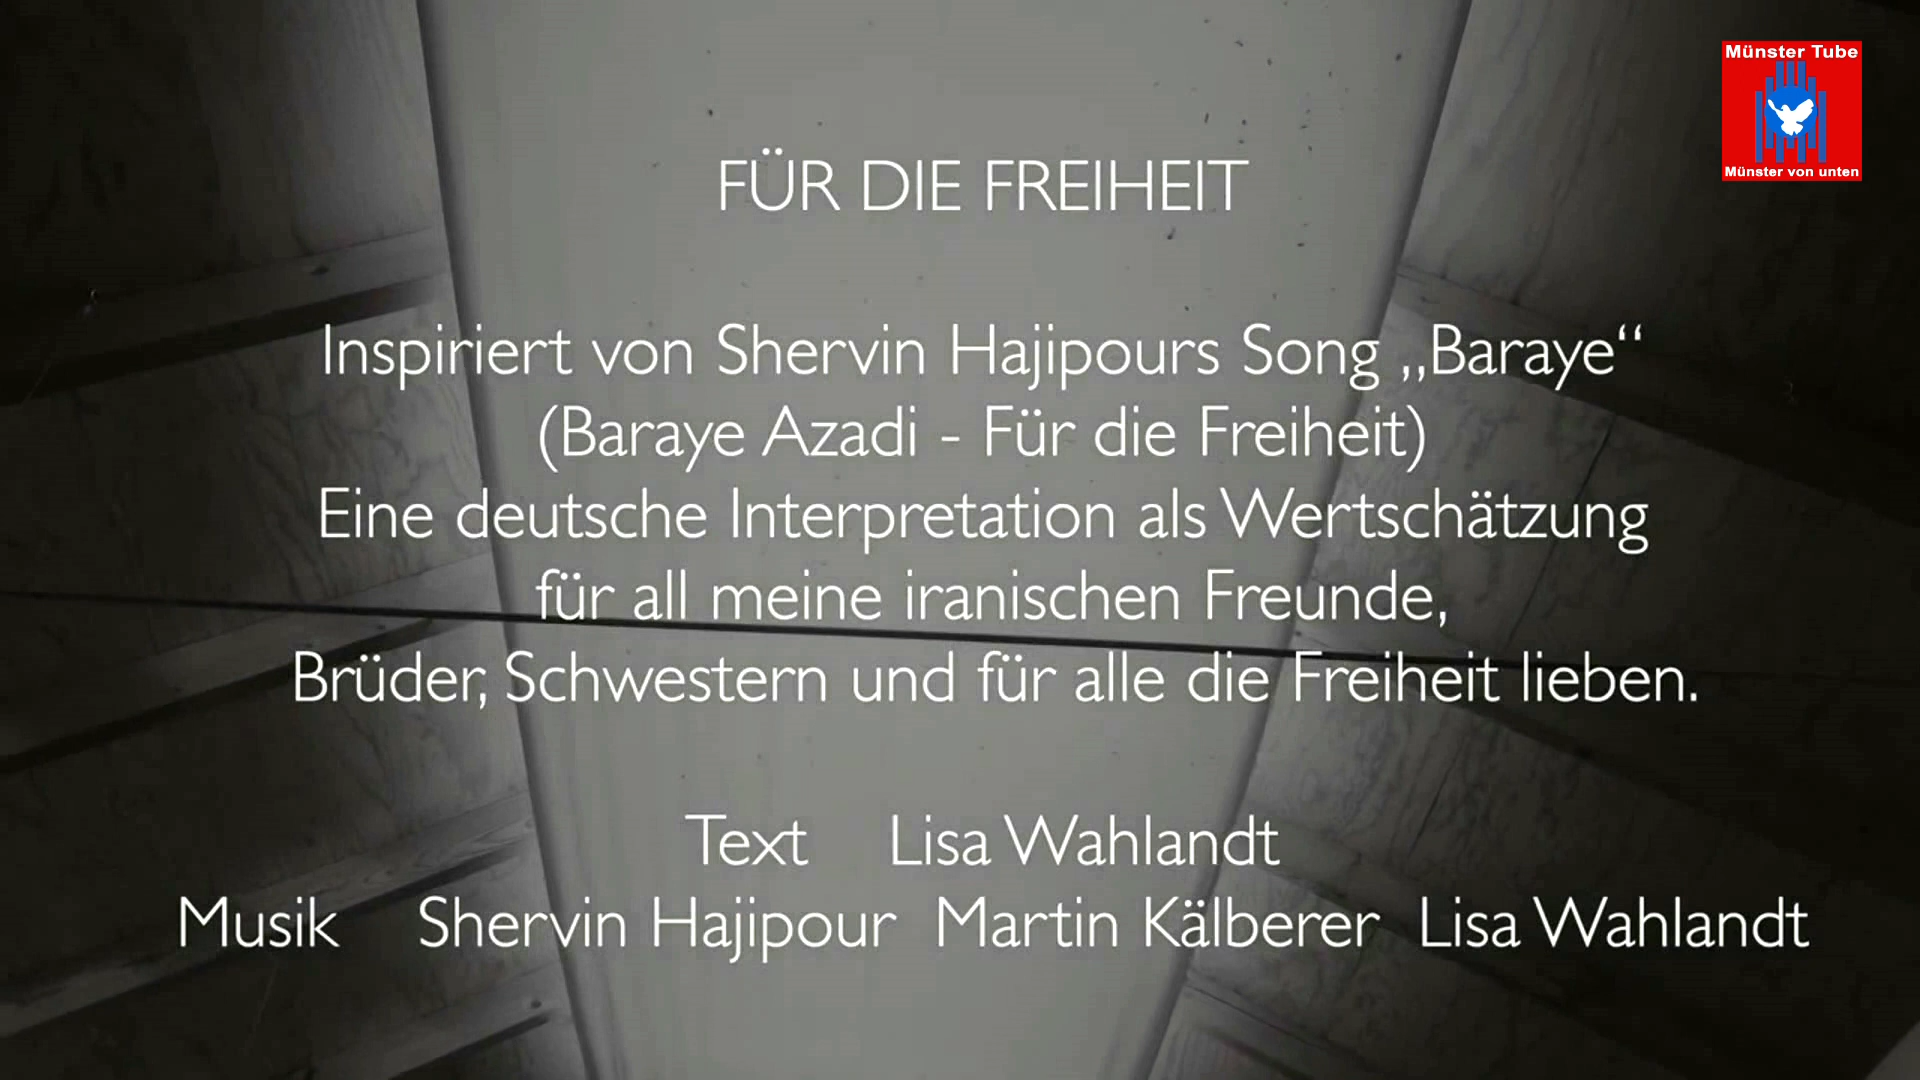 Münster Tube
Münster von unten
FÜR DIE FREIHEIT
Inspiriert von Shervin Hajipours Song „Baraye“
(Baraye Azadi - Für die Freiheit)
Eine deutsche Interpretation als Wertschätzung
für all meine iranischen Freunde,
Brüder, Schwestern und für alle die Freiheit lieben.
Text Lisa Wahlandt
Musik Shervin Hajipour Martin Kälberer Lisa Wahlandt